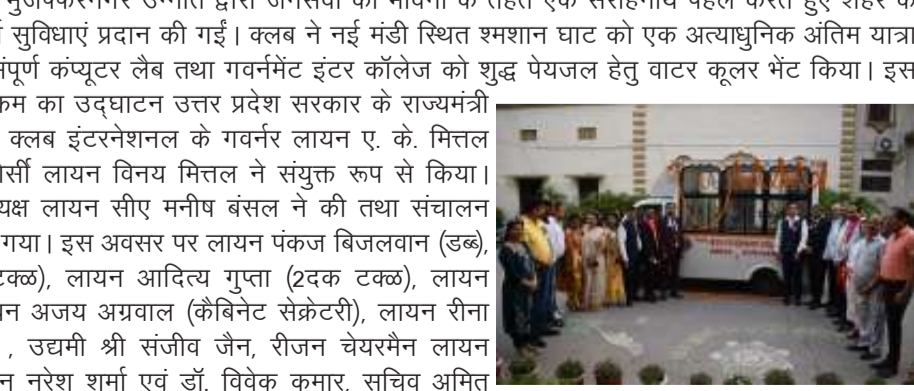 मुजफ्फरनगर उन्नति द्वारा जनसेवा की भावना के तहत एक सराहनीय पहल करते हुए शहर के
सुविधाएं प्रदान की गईं। क्लब ने नई मंडी स्थित श्मशान घाट को एक अत्याधुनिक अंतिम यात्रा
संपूर्ण कंप्यूटर लैब तथा गवर्नमेंट इंटर कॉलेज को शुद्ध पेयजल हेतु वाटर कूलर भेंट किया। इस
का उद्घाटन उत्तर प्रदेश सरकार के राज्यमंत्री
क्लब इंटरनेशनल के गवर्नर लायन ए. के. मित्तल
लायन विनय मित्तल ने संयुक्त रूप से किया।
लायन सीए मनीष बंसल ने की तथा संचालन
गया। इस अवसर पर लायन पंकज बिजलवान (डब्ब्),
टक्ळ), लायन आदित्य गुप्ता (2दक टक्ळ), लायन
अजय अग्रवाल (कैबिनेट सेक्रेटरी), लायन रीना
, उद्यमी श्री संजीव जैन, रीजन चेयरमैन लायन
नरेश शर्मा एवं डॉ. विवेक कुमार, सचिव अमित